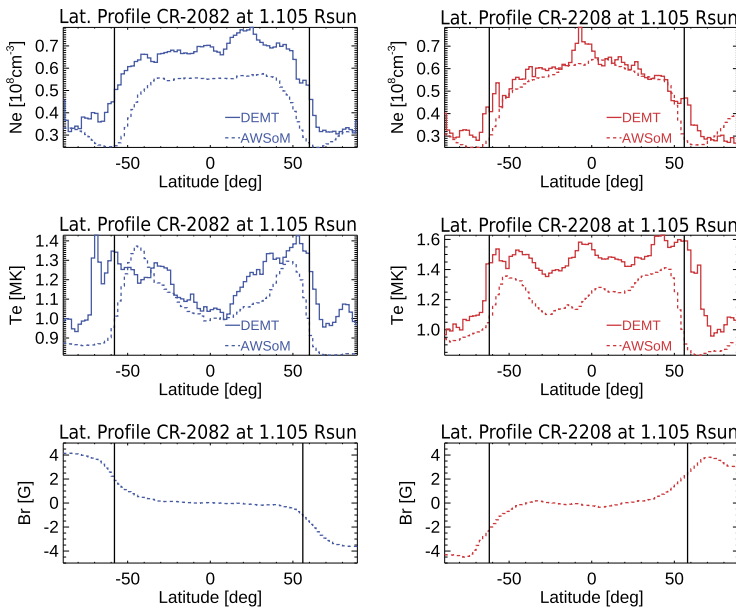 Lat. Profile CR-2082 at 1.105 Rsun
Ne [10⁸cm⁻³]
0.7
0.6
0.5
0.4
0.3
DEMT
AWSoM
-50 0 50
Latitude [deg]
Lat. Profile CR-2208 at 1.105 Rsun
Ne [10⁸cm⁻³]
0.7
0.6
0.5
0.4
0.3
DEMT
AWSoM
-50 0 50
Latitude [deg]
Lat. Profile CR-2082 at 1.105 Rsun
Te [MK]
1.4
1.3
1.2
1.1
1.0
0.9
DEMT
AWSoM
-50 0 50
Latitude [deg]
Lat. Profile CR-2208 at 1.105 Rsun
Te [MK]
1.6
1.4
1.2
1.0
DEMT
AWSoM
-50 0 50
Latitude [deg]
Lat. Profile CR-2082 at 1.105 Rsun
Br [G]
4
2
0
-2
-4
-50 0 50
Latitude [deg]
Lat. Profile CR-2208 at 1.105 Rsun
Br [G]
4
2
0
-2
-4
-50 0 50
Latitude [deg]